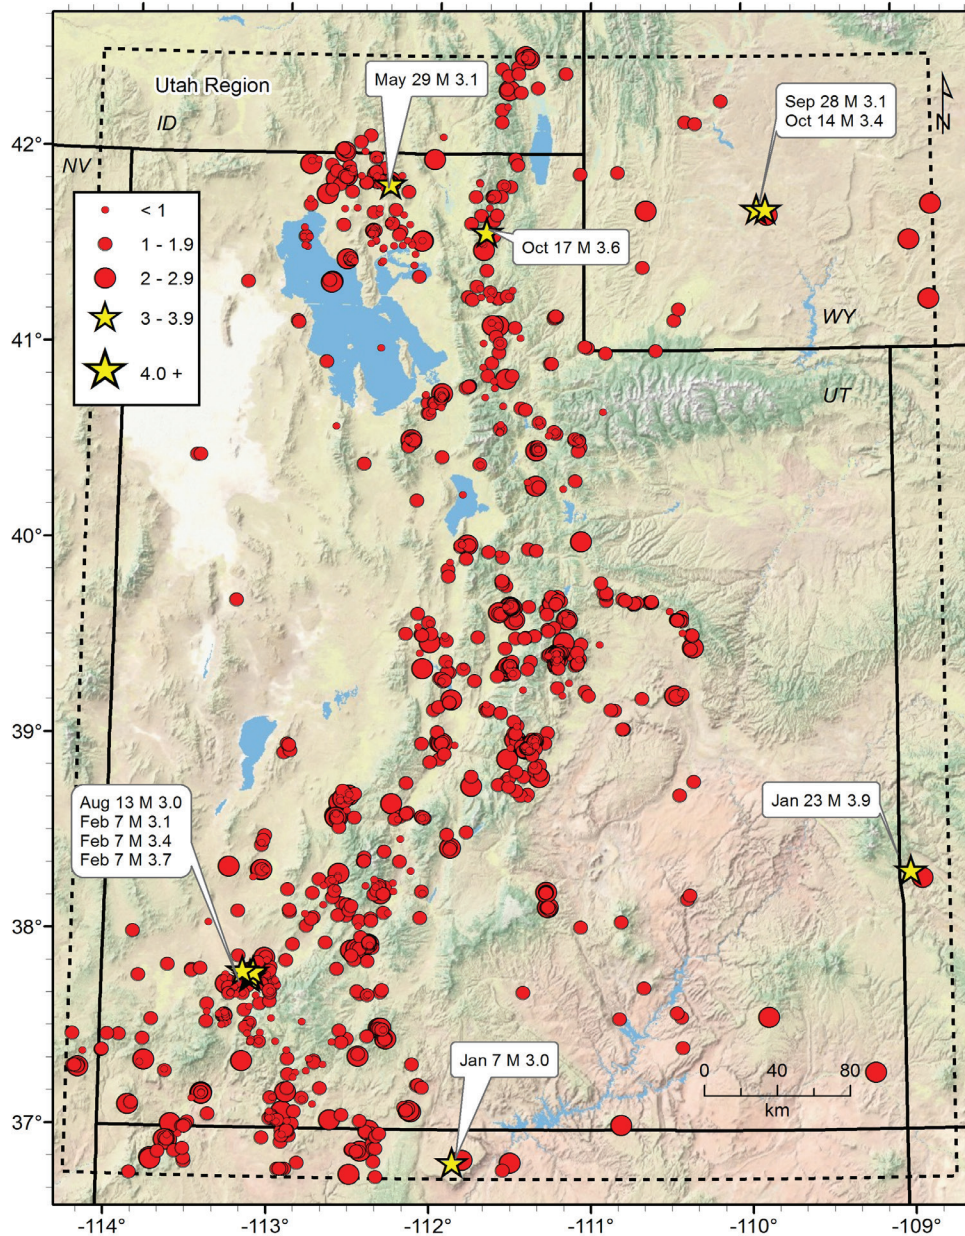 Utah Region
ID
NV
May 29 M 3.1
Sep 28 M 3.1
Oct 14 M 3.4
N
42°
< 1
1 - 1.9
2 - 2.9
3 - 3.9
4.0 +
Oct 17 M 3.6
WY
41°
UT
40°
39°
Aug 13 M 3.0
Feb 7 M 3.1
Feb 7 M 3.4
Feb 7 M 3.7
Jan 23 M 3.9
38°
Jan 7 M 3.0
0 40 80
km
37°
-114° -113° -112° -111° -110° -109°